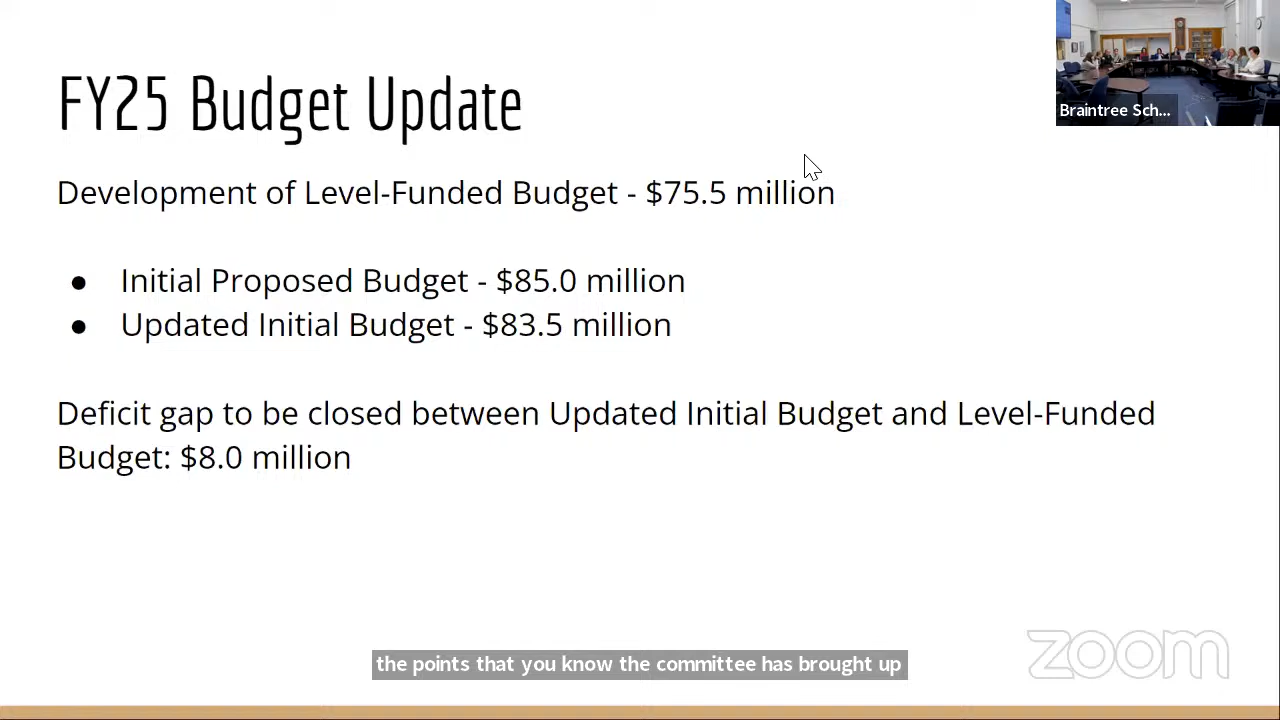 FY25 Budget Update
Braintree Sch...
Development of Level-Funded Budget - $75.5 million
● Initial Proposed Budget - $85.0 million
● Updated Initial Budget - $83.5 million
Deficit gap to be closed between Updated Initial Budget and Level-Funded
Budget: $8.0 million
zoom
the points that you know the committee has brought up